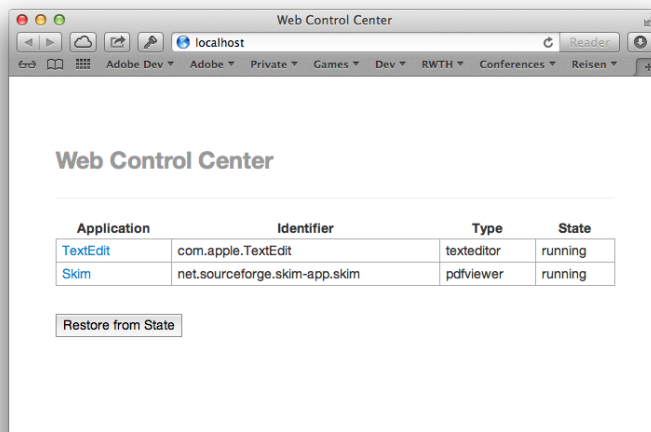 Web Control Center
localhost
Reader
Adobe Dev Adobe Private Games Dev RWTH Conferences Reisen
Web Control Center
Application Identifier Type State
TextEdit com.apple.TextEdit texteditor running
Skim net.sourceforge.skim-app.skim pdfviewer running
Restore from State